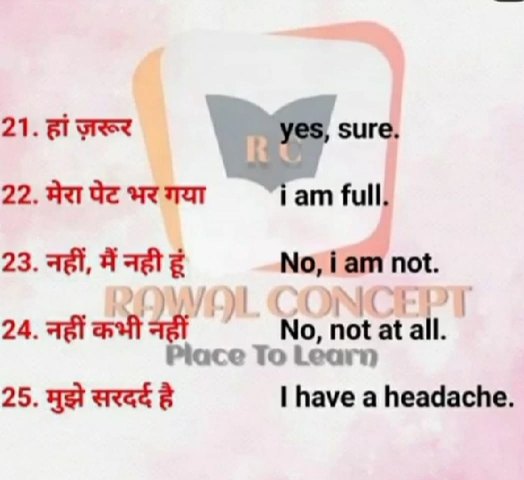 21. हां ज़रूर yes, sure.
R C
22. मेरा पेट भर गया i am full.
23. नहीं, मैं नही हूं No, i am not.
RAWAL CONCEPT
24. नहीं कभी नहीं No, not at all.
Place To Learn
25. मुझे सरदर्द है I have a headache.